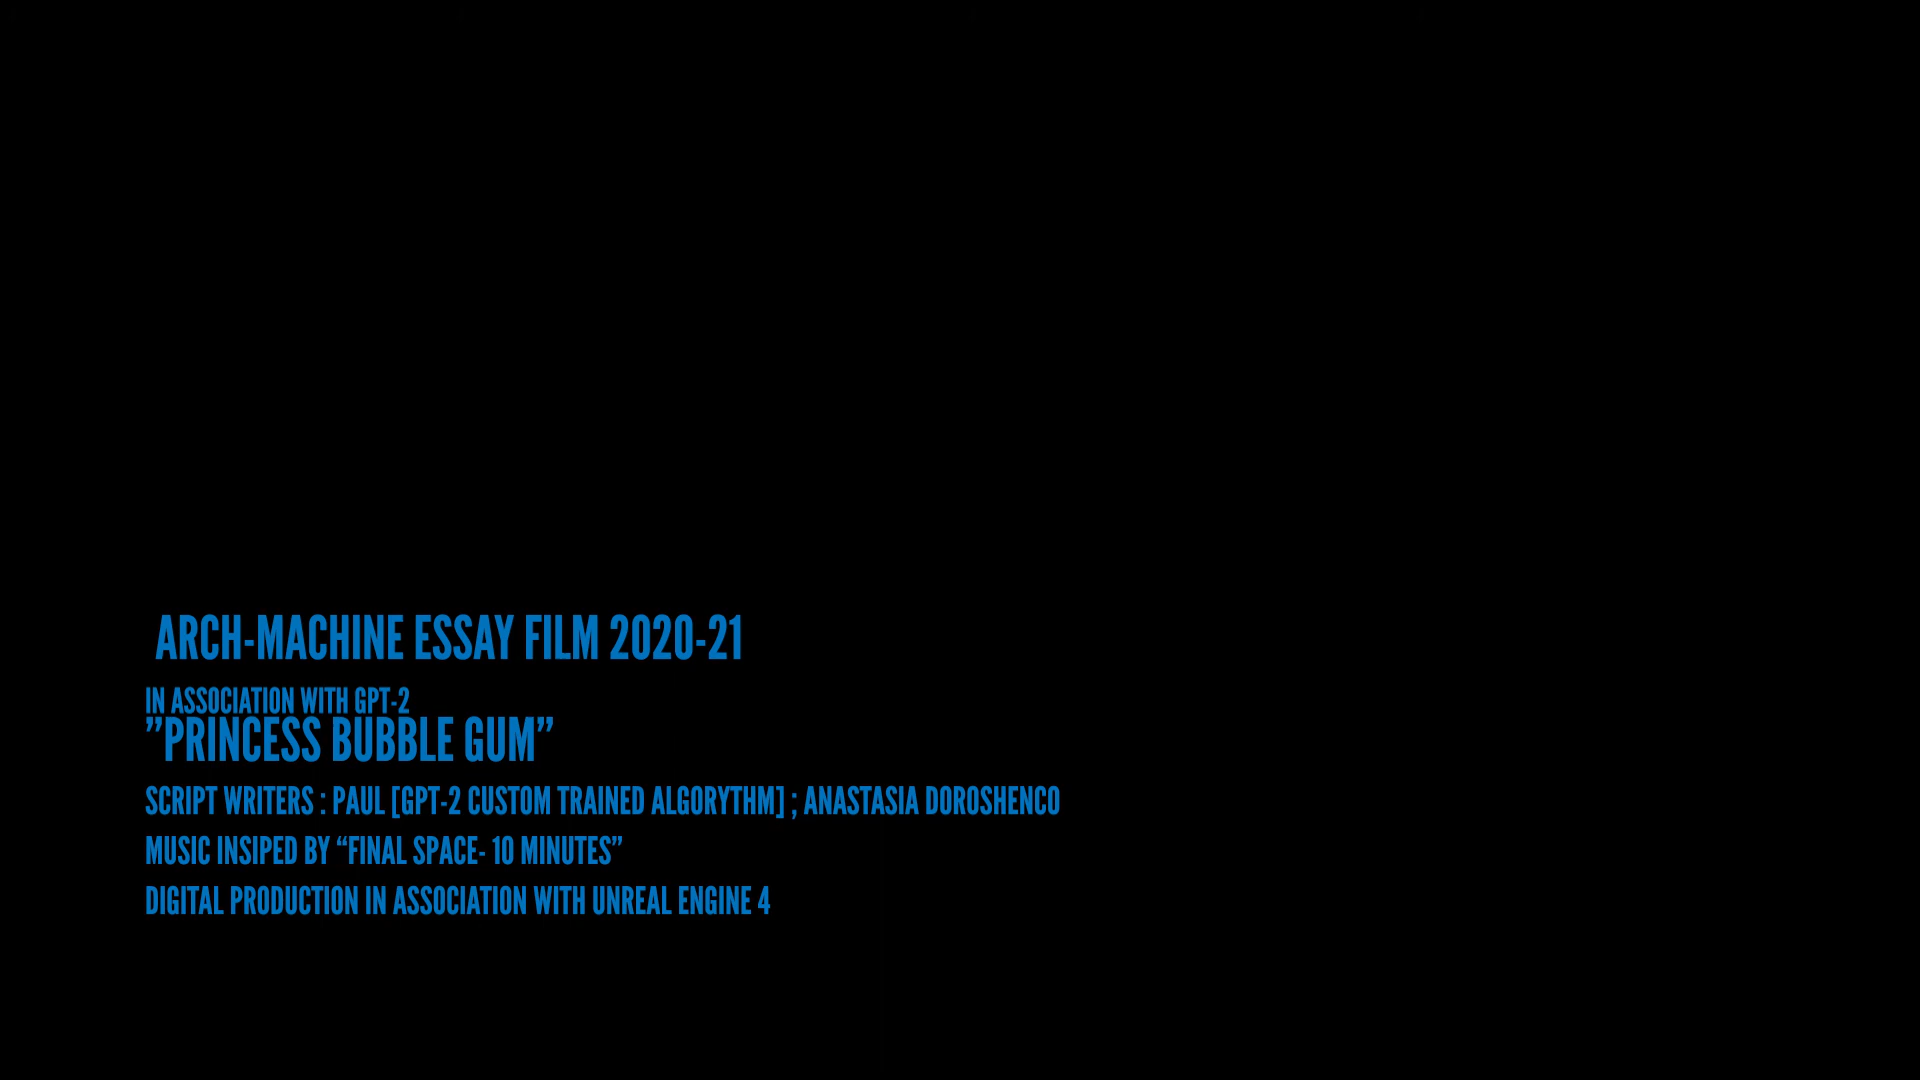 ARCH-MACHINE ESSAY FILM 2020-21
IN ASSOCIATION WITH GPT-2
”PRINCESS BUBBLE GUM”
SCRIPT WRITERS : PAUL [GPT-2 CUSTOM TRAINED ALGORYTHM] ; ANASTASIA DOROSHENCO
MUSIC INSIPED BY “FINAL SPACE- 10 MINUTES”
DIGITAL PRODUCTION IN ASSOCIATION WITH UNREAL ENGINE 4